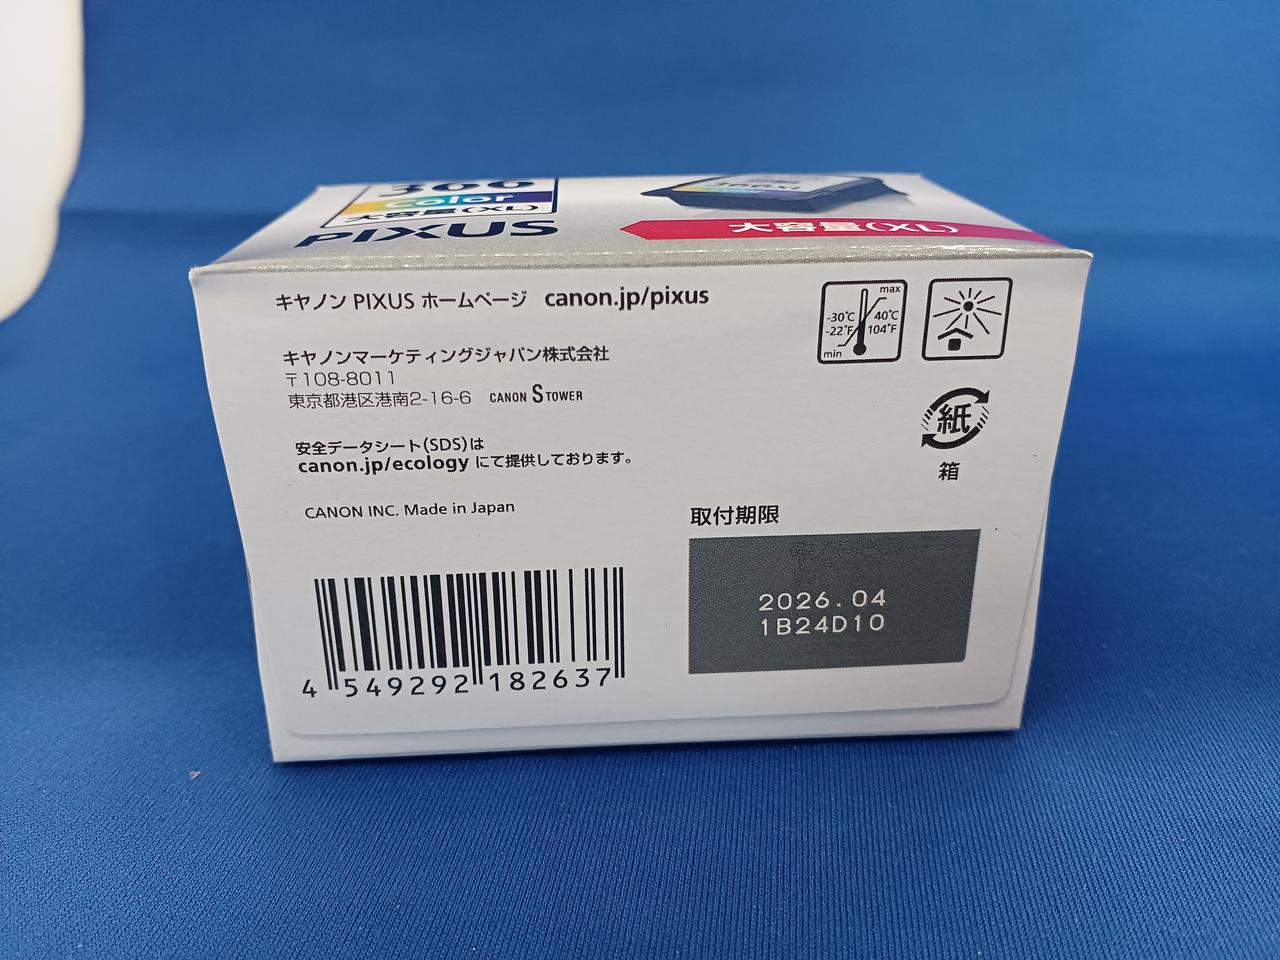 366
color
大容量(XL)
PIXUS
366XL
大容量(XL)
キヤノン PIXUS ホームページ canon.jp/pixus
max
-30℃ 40℃
-22°F 104°F
min
キヤノンマーケティングジャパン株式会社
〒108-8011
東京都港区港南2-16-6 CANON S TOWER
紙
箱
安全データシート(SDS)は
canon.jp/ecology にて提供しております。
CANON INC. Made in Japan
取付期限
2026.04
1B24D10
4 549292 182637